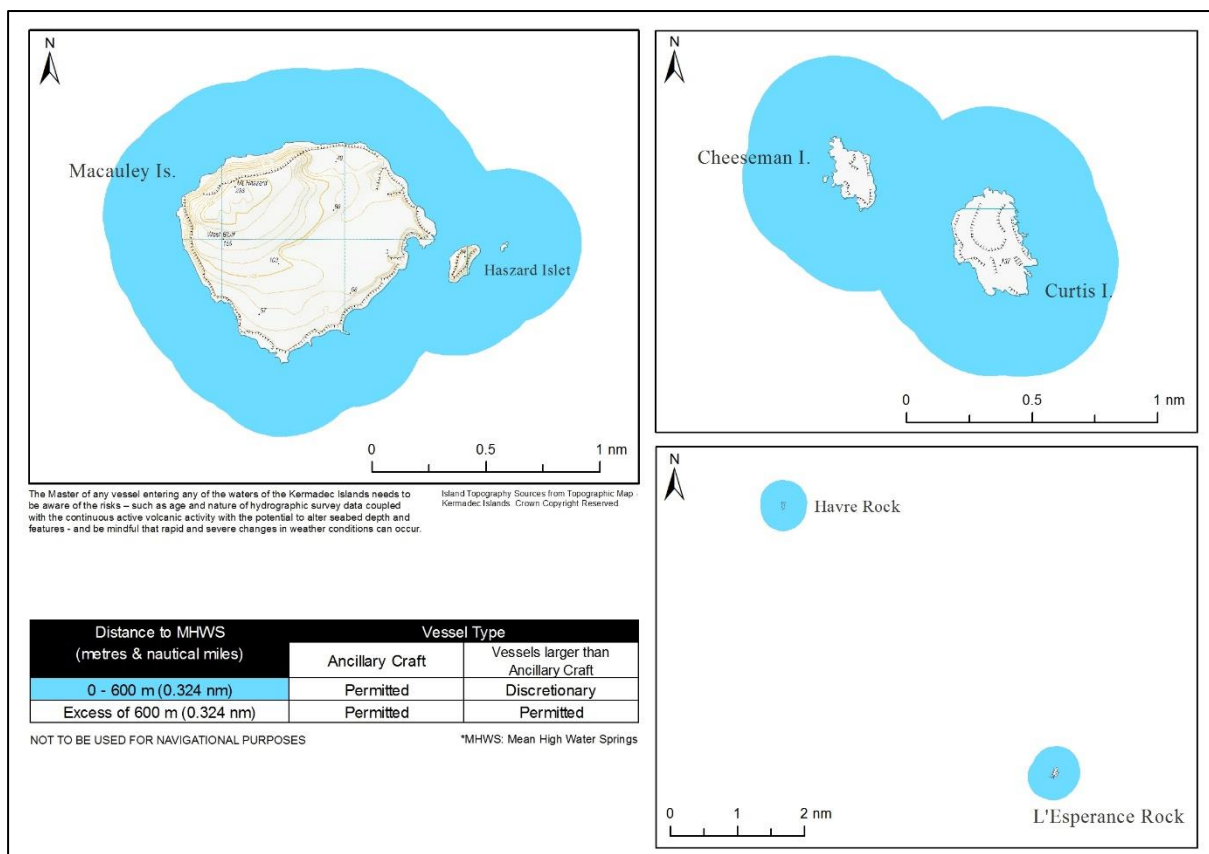 N
Macauley Is.
Mt. Haszard
238
Haszard Islet
0 0.5 1 nm
The Master of any vessel entering any of the waters of the Kermadec Islands needs to
be aware of the risks – such as age and nature of hydrographic survey data coupled
with the continuous active volcanic activity with the potential to alter seabed depth and
features - and be mindful that rapid and severe changes in weather conditions can occur.
Island Topography Sources from Topographic Map -
Kermadec Islands. Crown Copyright Reserved
Distance to MHWS
(metres & nautical miles)
Vessel Type
Ancillary Craft
Vessels larger than
Ancillary Craft
0 - 600 m (0.324 nm) Permitted Discretionary
Excess of 600 m (0.324 nm) Permitted Permitted
NOT TO BE USED FOR NAVIGATIONAL PURPOSES
*MHWS: Mean High Water Springs
N
Cheeseman I.
Curtis I.
0 0.5 1 nm
N
Havre Rock
L'Esperance Rock
0 1 2 nm